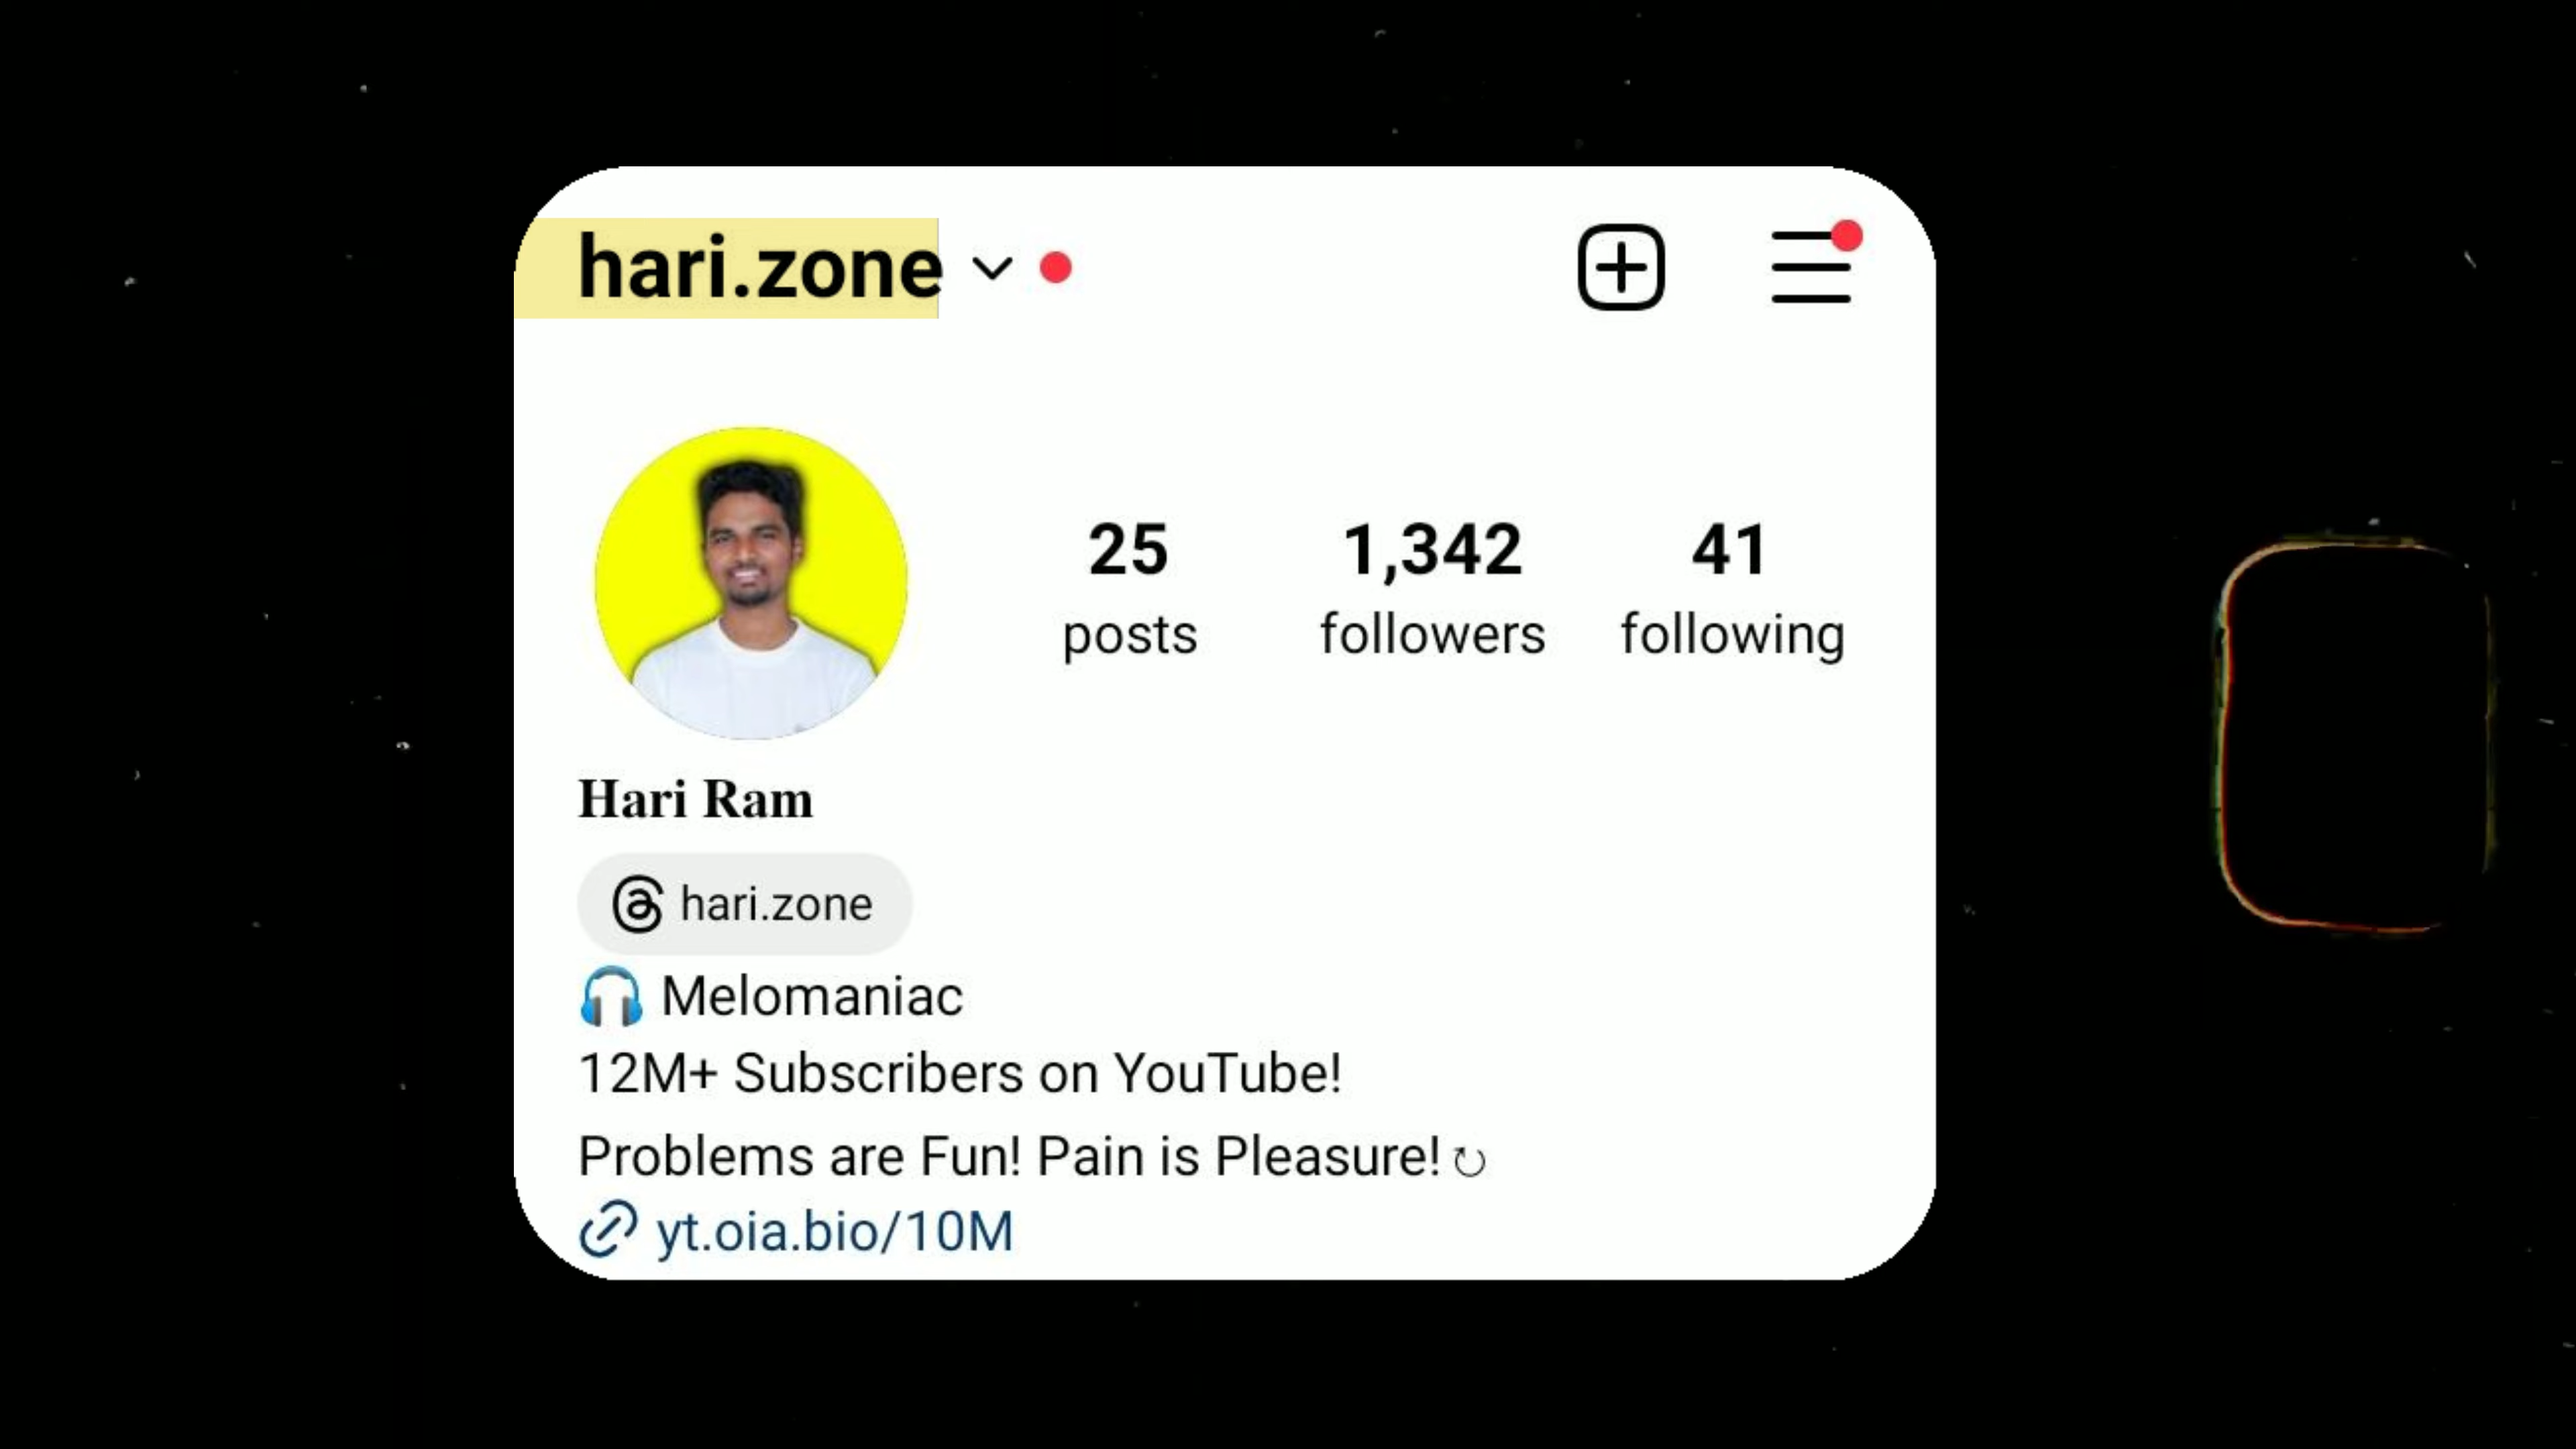 hari.zone
25 1,342 41
posts followers following
Hari Ram
hari.zone
🎧 Melomaniac
12M+ Subscribers on YouTube!
Problems are Fun! Pain is Pleasure! ↻
yt.oia.bio/10M